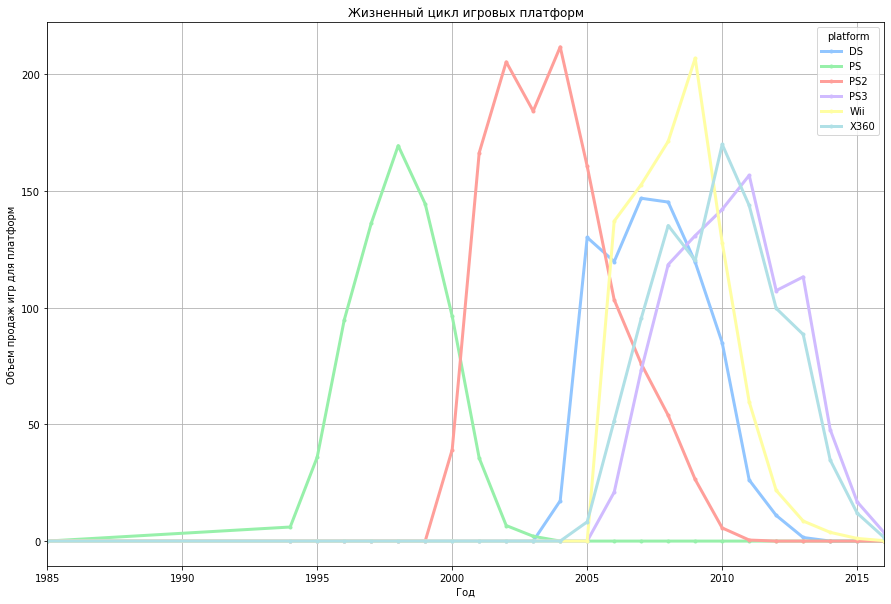 Жизненный цикл игровых платформ
platform
DS
PS
PS2
PS3
Wii
X360
Объем продаж игр для платформ
200
150
100
50
0
1985
1990
1995
2000
2005
2010
2015
Год